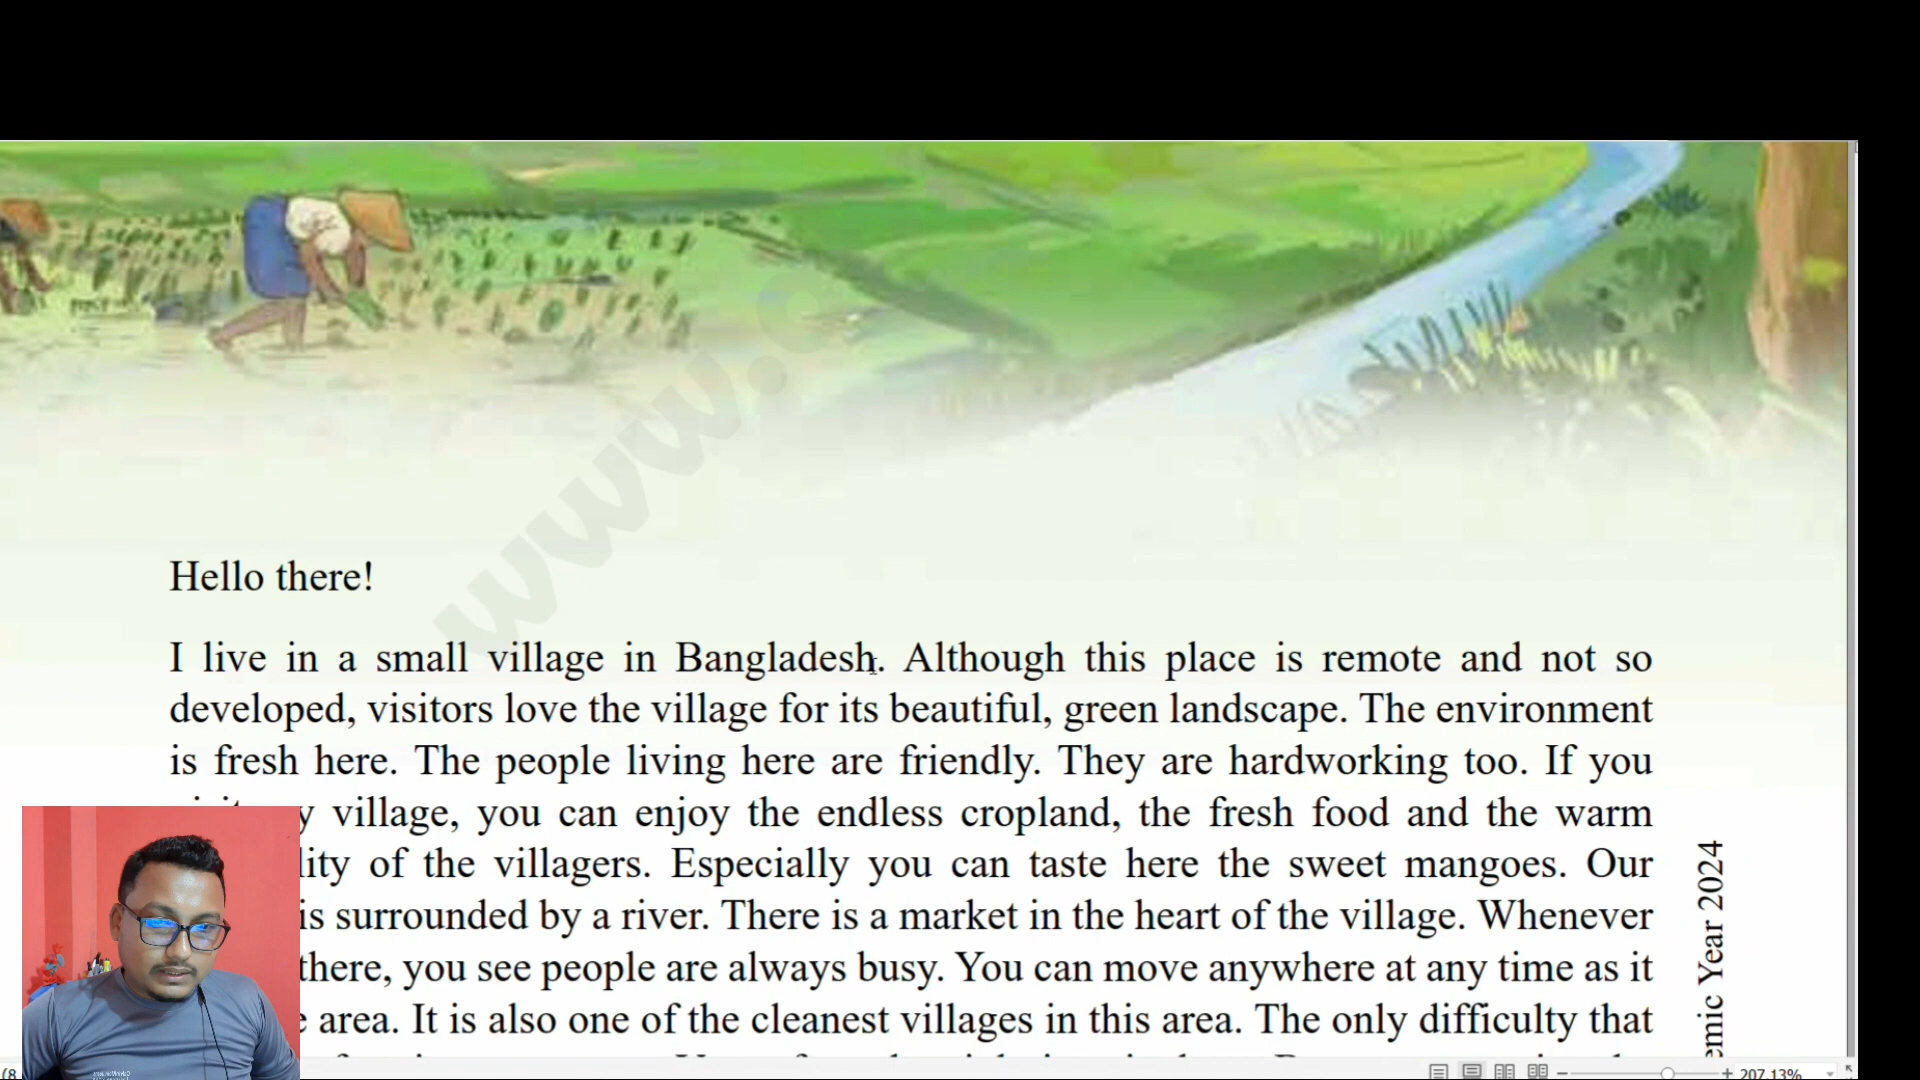 Hello there!
I live in a small village in Bangladesh. Although this place is remote and not so
developed, visitors love the village for its beautiful, green landscape. The environment
is fresh here. The people living here are friendly. They are hardworking too. If you
village, you can enjoy the endless cropland, the fresh food and the warm
of the villagers. Especially you can taste here the sweet mangoes. Our
is surrounded by a river. There is a market in the heart of the village. Whenever
there, you see people are always busy. You can move anywhere at any time as it
area. It is also one of the cleanest villages in this area. The only difficulty that
emic Year 2024
www.
(8
207.13%